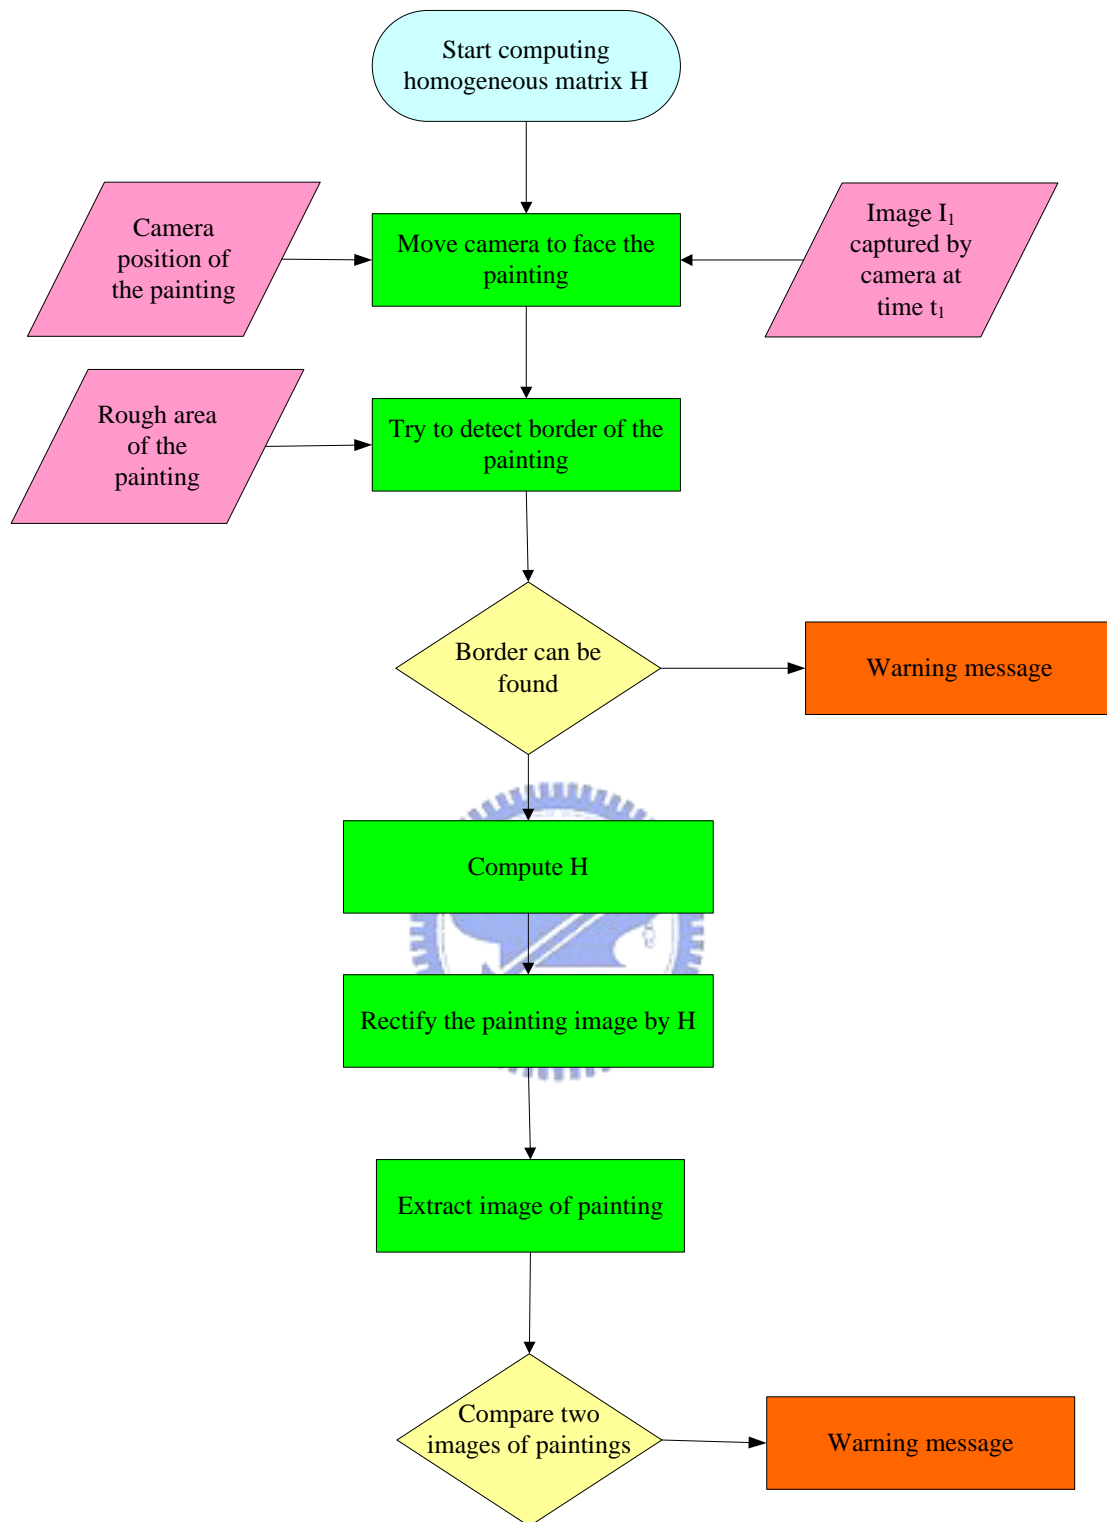 Start computing
homogeneous matrix H
Camera
position of
the painting
Move camera to face the
painting
Image I₁
captured by
camera at
time t₁
Rough area
of the
painting
Try to detect border of the
painting
Border can be
found
Warning message
Compute H
Rectify the painting image by H
Extract image of painting
Compare two
images of paintings
Warning message